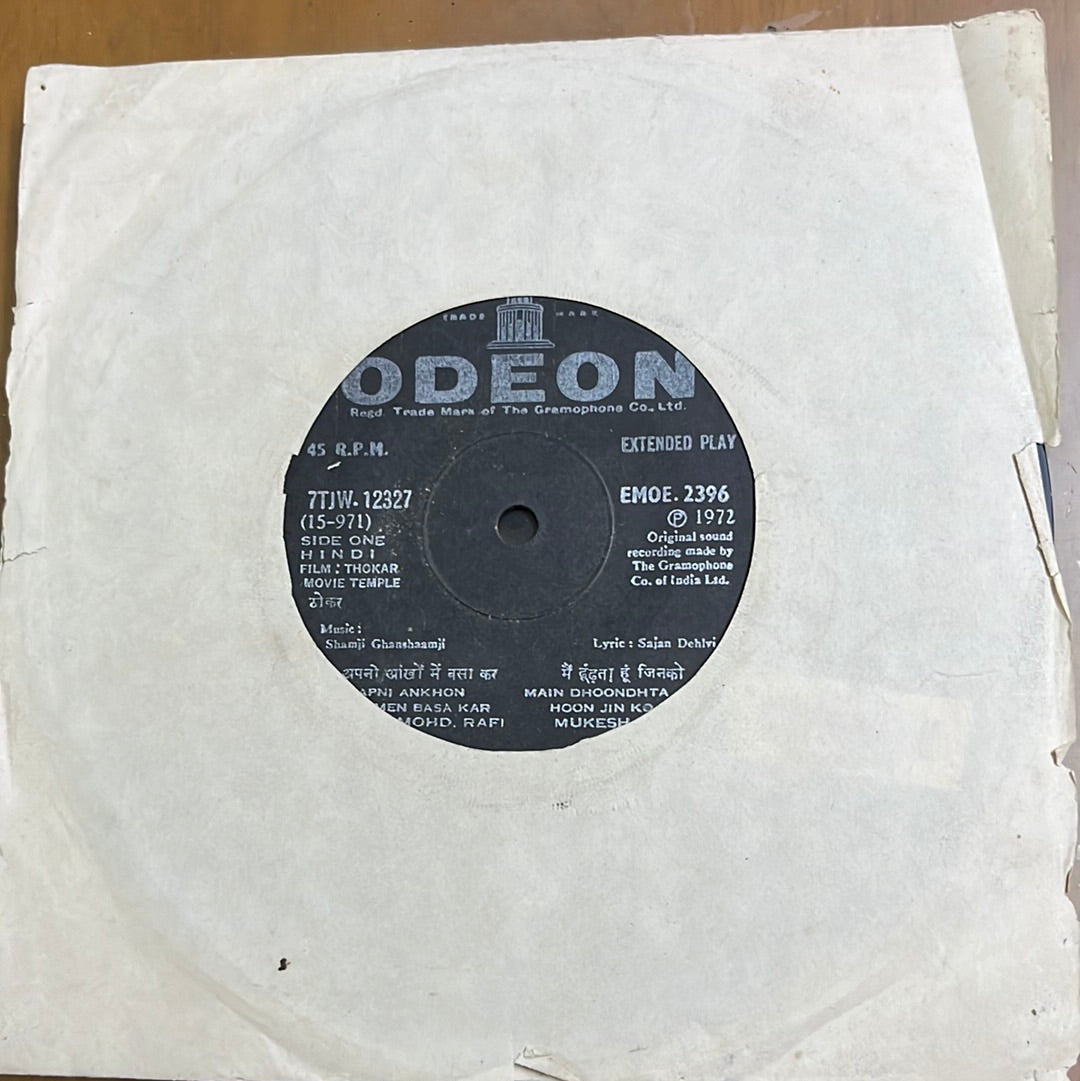 TRADE MARK
ODEON
Regd. Trade Mark of The Gramophone Co., Ltd.
45 R.P.M.
EXTENDED PLAY
7TJW. 12327
(15-971)
SIDE ONE
HINDI
FILM : THOKAR
MOVIE TEMPLE
ठोकर
EMOE. 2396
Ⓟ 1972
Original sound
recording made by
The Gramophone
Co. of India Ltd.
Music :
Shamji Ghanshaamji
Lyric : Sajan Dehlvi
अपनो आंखों में बसा कर
APNI ANKHON
MEN BASA KAR
MOHD. RAFI
मैं ढूंढ़ता हूं जिनको
MAIN DHOONDHTA
HOON JIN KO
MUKESH